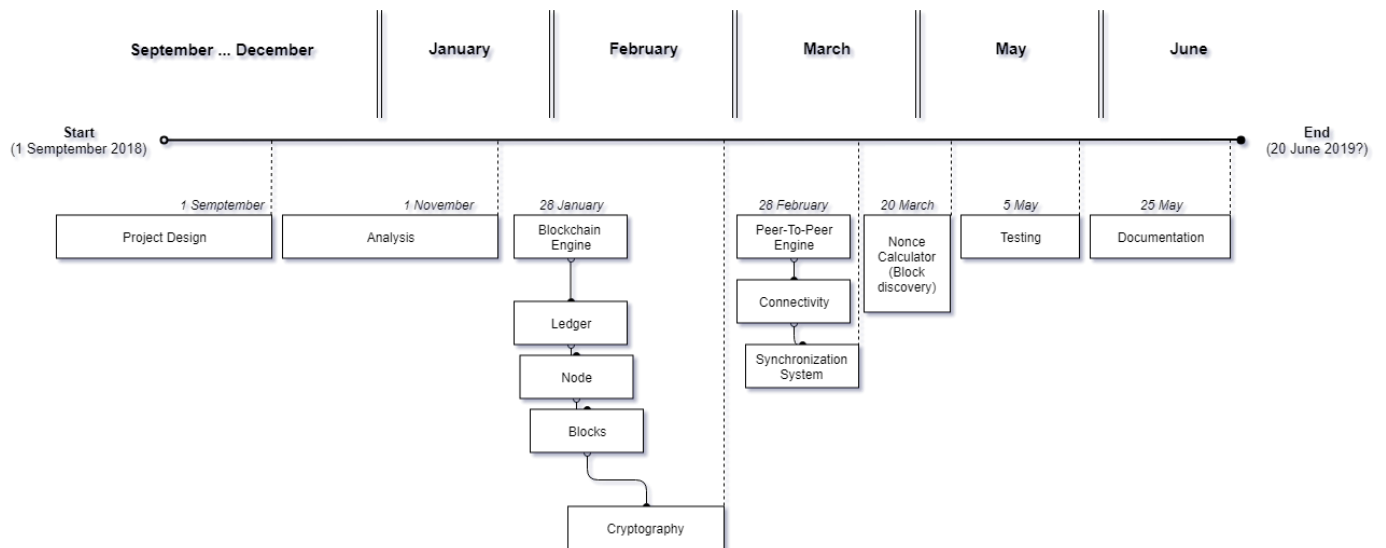 September ... December
January
February
March
May
June
Start
(1 Semptember 2018)
End
(20 June 2019?)
1 Semptember
1 November
28 January
28 February
20 March
5 May
25 May
Project Design
Analysis
Blockchain
Engine
Peer-To-Peer
Engine
Nonce
Calculator
(Block
discovery)
Testing
Documentation
Ledger
Connectivity
Node
Synchronization
System
Blocks
Cryptography